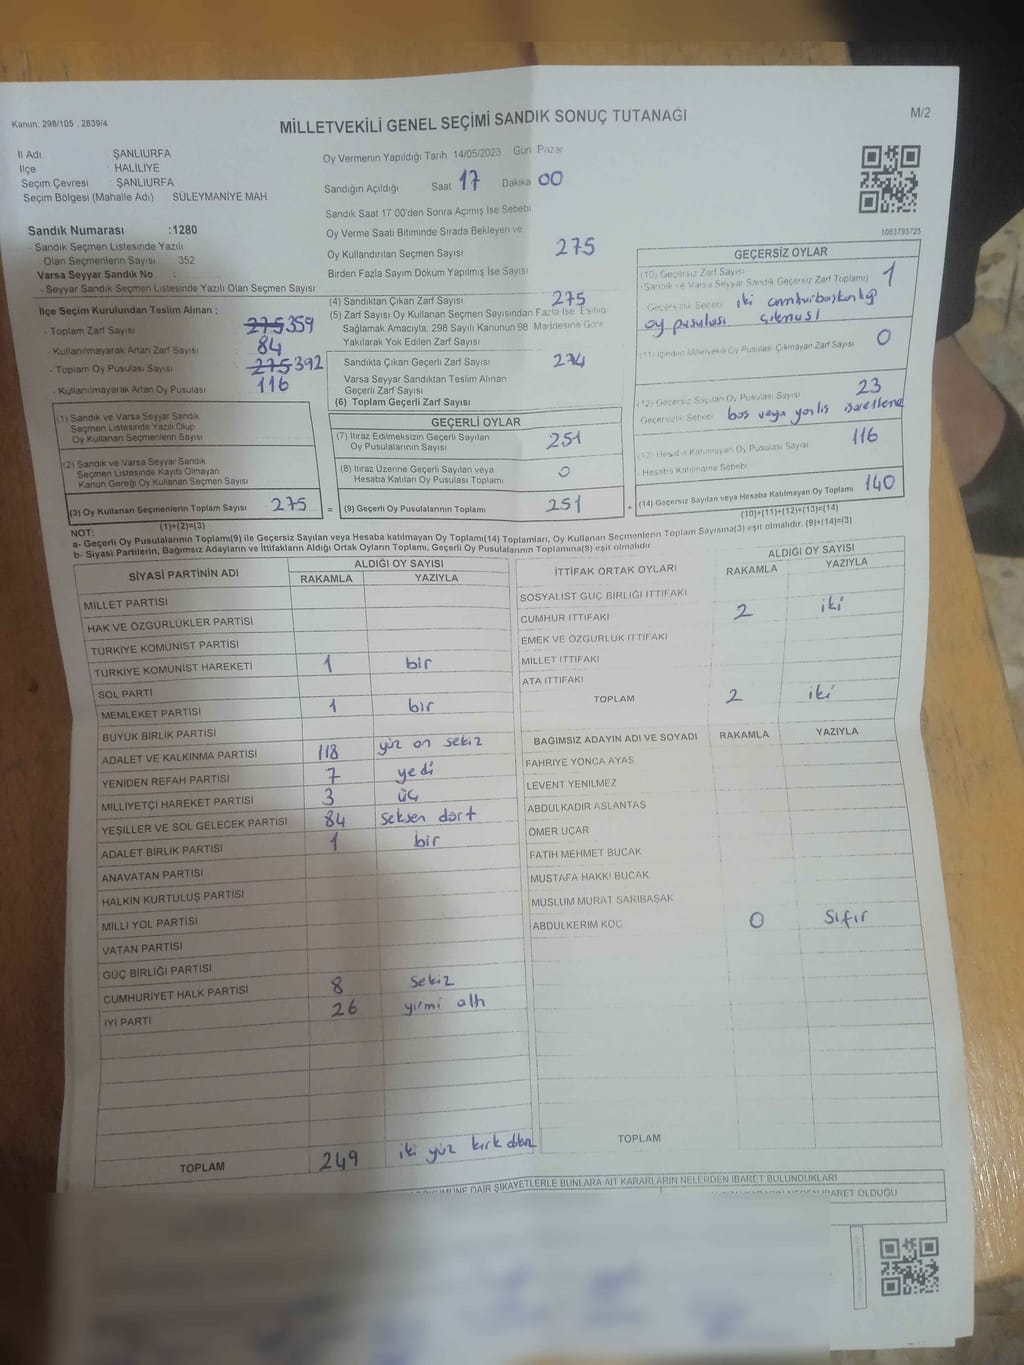 Kanun: 298/105 , 2839/4
MİLLETVEKİLİ GENEL SEÇİMİ SANDIK SONUÇ TUTANAĞI
M/2
İl Adı ŞANLIURFA
İlçe : HALİLİYE
Seçim Çevresi : ŞANLIURFA
Seçim Bölgesi (Mahalle Adı) SÜLEYMANİYE MAH
Sandık Numarası :1280
- Sandık Seçmen Listesinde Yazılı
Olan Seçmenlerin Sayısı 352
Varsa Seyyar Sandık No :
- Seyyar Sandık Seçmen Listesinde Yazılı Olan Seçmen Sayısı
Oy Vermenin Yapıldığı Tarih 14/05/2023 Gün Pazar
Sandığın Açıldığı Saat 17 Dakika 00
Sandık Saat 17.00'den Sonra Açımış İse Sebebi
Oy Verme Saati Bitiminde Sırada Bekleyen ve
Oy Kullandırılan Seçmen Sayısı 275
Birden Fazla Sayım Döküm Yapılmış İse Sayısı
1083793725
İlçe Seçim Kurulundan Teslim Alınan ;
- Toplam Zarf Sayısı 275 359
- Kullanılmayarak Artan Zarf Sayısı 84
- Toplam Oy Pusulası Sayısı 275 392
- Kullanılmayarak Artan Oy Pusulası 116
(4) Sandıktan Çıkan Zarf Sayısı 275
(5) Zarf Sayısı Oy Kullanan Seçmen Sayısından Fazla İse, Eşitliği
Sağlamak Amacıyla, 298 Sayılı Kanunun 98. Maddesine Göre
Yakılarak Yok Edilen Zarf Sayısı
Sandıkta Çıkan Geçerli Zarf Sayısı 274
Varsa Seyyar Sandıktan Teslim Alınan
Geçerli Zarf Sayısı
(6) Toplam Geçerli Zarf Sayısı
GEÇERSİZ OYLAR
(10) Geçersiz Zarf Sayısı 1
(Sandık ve Varsa Seyyar Sandık Geçersiz Zarf Toplamı)
Geçersizlik Sebebi iki cumhurbaşkanlığı
oy pusulası çıkması
(11) İçinden Milletvekili Oy Pusulası Çıkmayan Zarf Sayısı 0
(12) Geçersiz Sayılan Oy Pusulası Sayısı 23
Geçersizlik Sebebi boş veya yanlış işaretleme
(13) Hesaba Katılmayan Oy Pusulası Sayısı 116
Hesaba Katılmama Sebebi
(14) Geçersiz Sayılan veya Hesaba Katılmayan Oy Toplamı 140
(10)+(11)+(12)+(13)=(14)
(1) Sandık ve Varsa Seyyar Sandık
Seçmen Listesinde Yazılı Olup
Oy Kullanan Seçmenlerin Sayısı
(2) Sandık ve Varsa Seyyar Sandık
Seçmen Listesinde Kayıtlı Olmayan
Kanun Gereği Oy Kullanan Seçmen Sayısı
(3) Oy Kullanan Seçmenlerin Toplam Sayısı 275 =
(1)+(2)=(3)
GEÇERLİ OYLAR
(7) İtiraz Edilmeksizin Geçerli Sayılan
Oy Pusulalarının Sayısı 251
(8) İtiraz Üzerine Geçerli Sayılan veya
Hesaba Katılan Oy Pusulası Toplamı 0
(9) Geçerli Oy Pusulalarının Toplamı 251 +
NOT:
a- Geçerli Oy Pusulalarının Toplamı(9) ile Geçersiz Sayılan veya Hesaba katılmayan Oy Toplamı(14) Toplamları, Oy Kullanan Seçmenlerin Toplam Sayısına(3) eşit olmalıdır. (9)+(14)=(3)
b- Siyasi Partilerin, Bağımsız Adayların ve İttifakların Aldığı Ortak Oyların Toplamı, Geçerli Oy Pusulalarının Toplamına(9) eşit olmalıdır
SİYASİ PARTİNİN ADI ALDIĞI OY SAYISI
RAKAMLA YAZIYLA
MİLLET PARTİSİ
HAK VE ÖZGÜRLÜKLER PARTİSİ
TÜRKİYE KOMÜNİST PARTİSİ
TÜRKİYE KOMÜNİST HAREKETİ 1 bir
SOL PARTİ
MEMLEKET PARTİSİ 1 bir
BÜYÜK BİRLİK PARTİSİ
ADALET VE KALKINMA PARTİSİ 118 yüz on sekiz
YENİDEN REFAH PARTİSİ 7 yedi
MİLLİYETÇİ HAREKET PARTİSİ 3 üç
YEŞİLLER VE SOL GELECEK PARTİSİ 84 seksen dört
ADALET BİRLİK PARTİSİ 1 bir
ANAVATAN PARTİSİ
HALKIN KURTULUŞ PARTİSİ
MİLLİ YOL PARTİSİ
VATAN PARTİSİ
GÜÇ BİRLİĞİ PARTİSİ
CUMHURİYET HALK PARTİSİ 8 sekiz
İYİ PARTİ 26 yirmi altı
TOPLAM 249 iki yüz kırk dokuz
İTTİFAK ORTAK OYLARI ALDIĞI OY SAYISI
RAKAMLA YAZIYLA
SOSYALİST GÜÇ BİRLİĞİ İTTİFAKI
CUMHUR İTTİFAKI 2 iki
EMEK VE ÖZGÜRLÜK İTTİFAKI
MİLLET İTTİFAKI
ATA İTTİFAKI
TOPLAM 2 iki
BAĞIMSIZ ADAYIN ADI VE SOYADI RAKAMLA YAZIYLA
FAHRİYE YONCA AYAS
LEVENT YENİLMEZ
ABDULKADİR ASLANTAŞ
ÖMER UÇAR
FATİH MEHMET BUCAK
MUSTAFA HAKKI BUCAK
MÜSLÜM MURAT SARIBAŞAK
ABDULKERİM KOÇ 0 sıfır
TOPLAM
DAİR ŞİKAYETLERLE BUNLARA AİT KARARLARIN NELERDEN İBARET BULUNDUKLARI
NEDEN İBARET OLDUĞU